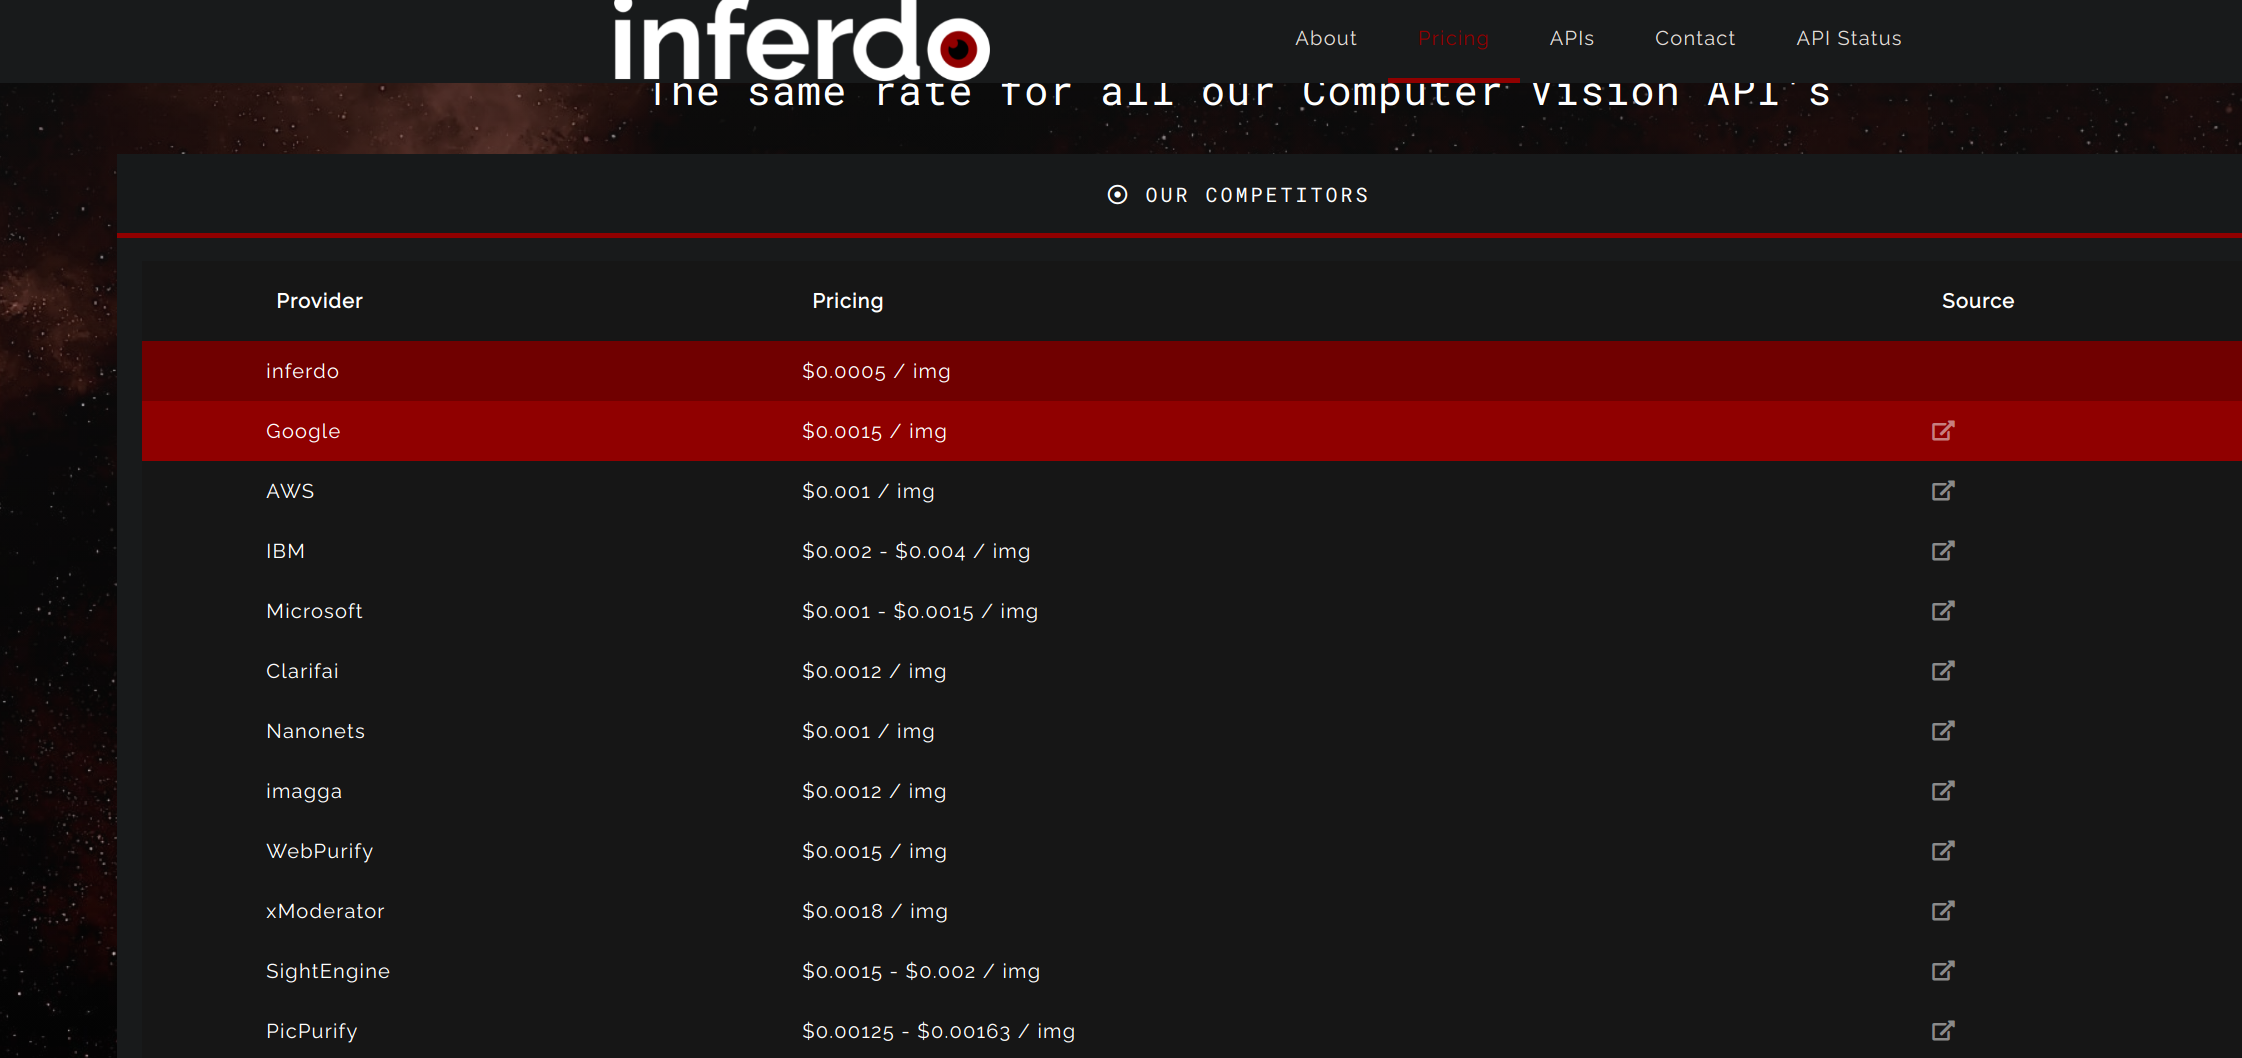 inferdo
About Pricing APIs Contact API Status
The same rate for all our Computer Vision API's
OUR COMPETITORS
Provider Pricing Source
inferdo $0.0005 / img
Google $0.0015 / img
AWS $0.001 / img
IBM $0.002 - $0.004 / img
Microsoft $0.001 - $0.0015 / img
Clarifai $0.0012 / img
Nanonets $0.001 / img
imagga $0.0012 / img
WebPurify $0.0015 / img
xModerator $0.0018 / img
SightEngine $0.0015 - $0.002 / img
PicPurify $0.00125 - $0.00163 / img